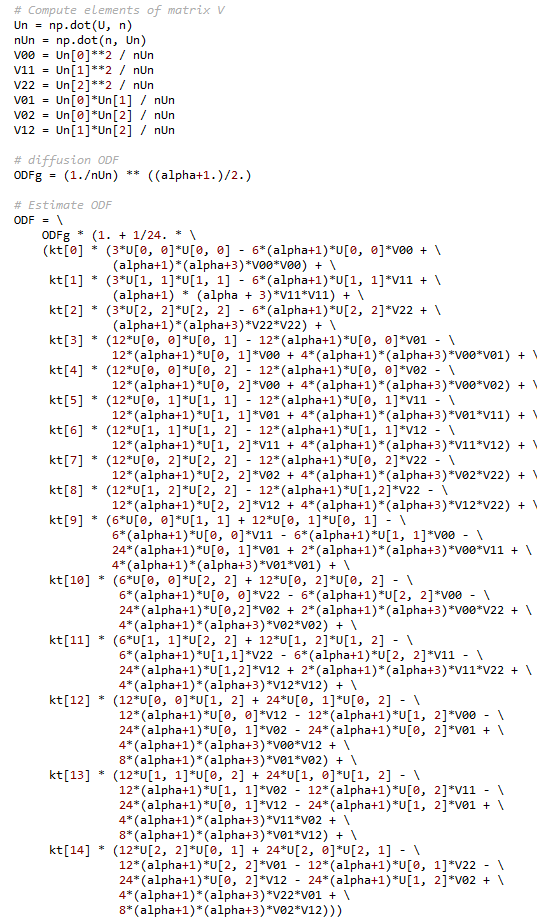 # Compute elements of matrix V
Un = np.dot(U, n)
nUn = np.dot(n, Un)
V00 = Un[0]**2 / nUn
V11 = Un[1]**2 / nUn
V22 = Un[2]**2 / nUn
V01 = Un[0]*Un[1] / nUn
V02 = Un[0]*Un[2] / nUn
V12 = Un[1]*Un[2] / nUn
# diffusion ODF
ODFg = (1./nUn) ** ((alpha+1.)/2.)
# Estimate ODF
ODF = \
ODFg * (1. + 1/24. * \
(kt[0] * (3*U[0, 0]*U[0, 0] - 6*(alpha+1)*U[0, 0]*V00 + \
(alpha+1)*(alpha+3)*V00*V00) + \
kt[1] * (3*U[1, 1]*U[1, 1] - 6*(alpha+1)*U[1, 1]*V11 + \
(alpha+1) * (alpha + 3)*V11*V11) + \
kt[2] * (3*U[2, 2]*U[2, 2] - 6*(alpha+1)*U[2, 2]*V22 + \
(alpha+1)*(alpha+3)*V22*V22) + \
kt[3] * (12*U[0, 0]*U[0, 1] - 12*(alpha+1)*U[0, 0]*V01 - \
12*(alpha+1)*U[0, 1]*V00 + 4*(alpha+1)*(alpha+3)*V00*V01) + \
kt[4] * (12*U[0, 0]*U[0, 2] - 12*(alpha+1)*U[0, 0]*V02 - \
12*(alpha+1)*U[0, 2]*V00 + 4*(alpha+1)*(alpha+3)*V00*V02) + \
kt[5] * (12*U[0, 1]*U[1, 1] - 12*(alpha+1)*U[0, 1]*V11 - \
12*(alpha+1)*U[1, 1]*V01 + 4*(alpha+1)*(alpha+3)*V01*V11) + \
kt[6] * (12*U[1, 1]*U[1, 2] - 12*(alpha+1)*U[1, 1]*V12 - \
12*(alpha+1)*U[1, 2]*V11 + 4*(alpha+1)*(alpha+3)*V11*V12) + \
kt[7] * (12*U[0, 2]*U[2, 2] - 12*(alpha+1)*U[0, 2]*V22 - \
12*(alpha+1)*U[2, 2]*V02 + 4*(alpha+1)*(alpha+3)*V02*V22) + \
kt[8] * (12*U[1, 2]*U[2, 2] - 12*(alpha+1)*U[1,2]*V22 - \
12*(alpha+1)*U[2, 2]*V12 + 4*(alpha+1)*(alpha+3)*V12*V22) + \
kt[9] * (6*U[0, 0]*U[1, 1] + 12*U[0, 1]*U[0, 1] - \
6*(alpha+1)*U[0, 0]*V11 - 6*(alpha+1)*U[1, 1]*V00 - \
24*(alpha+1)*U[0, 1]*V01 + 2*(alpha+1)*(alpha+3)*V00*V11 + \
4*(alpha+1)*(alpha+3)*V01*V01) + \
kt[10] * (6*U[0, 0]*U[2, 2] + 12*U[0, 2]*U[0, 2] - \
6*(alpha+1)*U[0, 0]*V22 - 6*(alpha+1)*U[2, 2]*V00 - \
24*(alpha+1)*U[0,2]*V02 + 2*(alpha+1)*(alpha+3)*V00*V22 + \
4*(alpha+1)*(alpha+3)*V02*V02) + \
kt[11] * (6*U[1, 1]*U[2, 2] + 12*U[1, 2]*U[1, 2] - \
6*(alpha+1)*U[1,1]*V22 - 6*(alpha+1)*U[2, 2]*V11 - \
24*(alpha+1)*U[1,2]*V12 + 2*(alpha+1)*(alpha+3)*V11*V22 + \
4*(alpha+1)*(alpha+3)*V12*V12) + \
kt[12] * (12*U[0, 0]*U[1, 2] + 24*U[0, 1]*U[0, 2] - \
12*(alpha+1)*U[0, 0]*V12 - 12*(alpha+1)*U[1, 2]*V00 - \
24*(alpha+1)*U[0, 1]*V02 - 24*(alpha+1)*U[0, 2]*V01 + \
4*(alpha+1)*(alpha+3)*V00*V12 + \
8*(alpha+1)*(alpha+3)*V01*V02) + \
kt[13] * (12*U[1, 1]*U[0, 2] + 24*U[1, 0]*U[1, 2] - \
12*(alpha+1)*U[1, 1]*V02 - 12*(alpha+1)*U[0, 2]*V11 - \
24*(alpha+1)*U[0, 1]*V12 - 24*(alpha+1)*U[1, 2]*V01 + \
4*(alpha+1)*(alpha+3)*V11*V02 + \
8*(alpha+1)*(alpha+3)*V01*V12) + \
kt[14] * (12*U[2, 2]*U[0, 1] + 24*U[2, 0]*U[2, 1] - \
12*(alpha+1)*U[2, 2]*V01 - 12*(alpha+1)*U[0, 1]*V22 - \
24*(alpha+1)*U[0, 2]*V12 - 24*(alpha+1)*U[1, 2]*V02 + \
4*(alpha+1)*(alpha+3)*V22*V01 + \
8*(alpha+1)*(alpha+3)*V02*V12)))